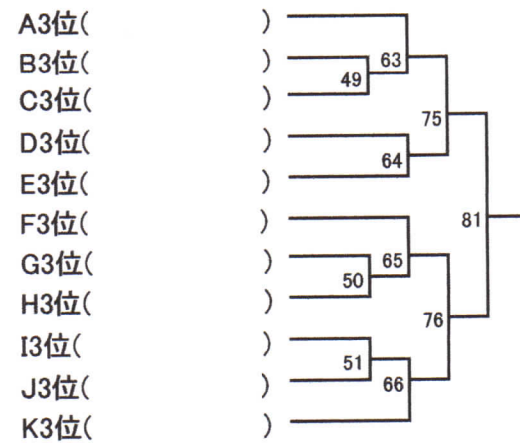 A3位( )
63
B3位( )
49
C3位( )
75
D3位( )
64
E3位( )
81
F3位( )
65
G3位( )
50
H3位( )
76
I3位( )
51
J3位( )
66
K3位( )